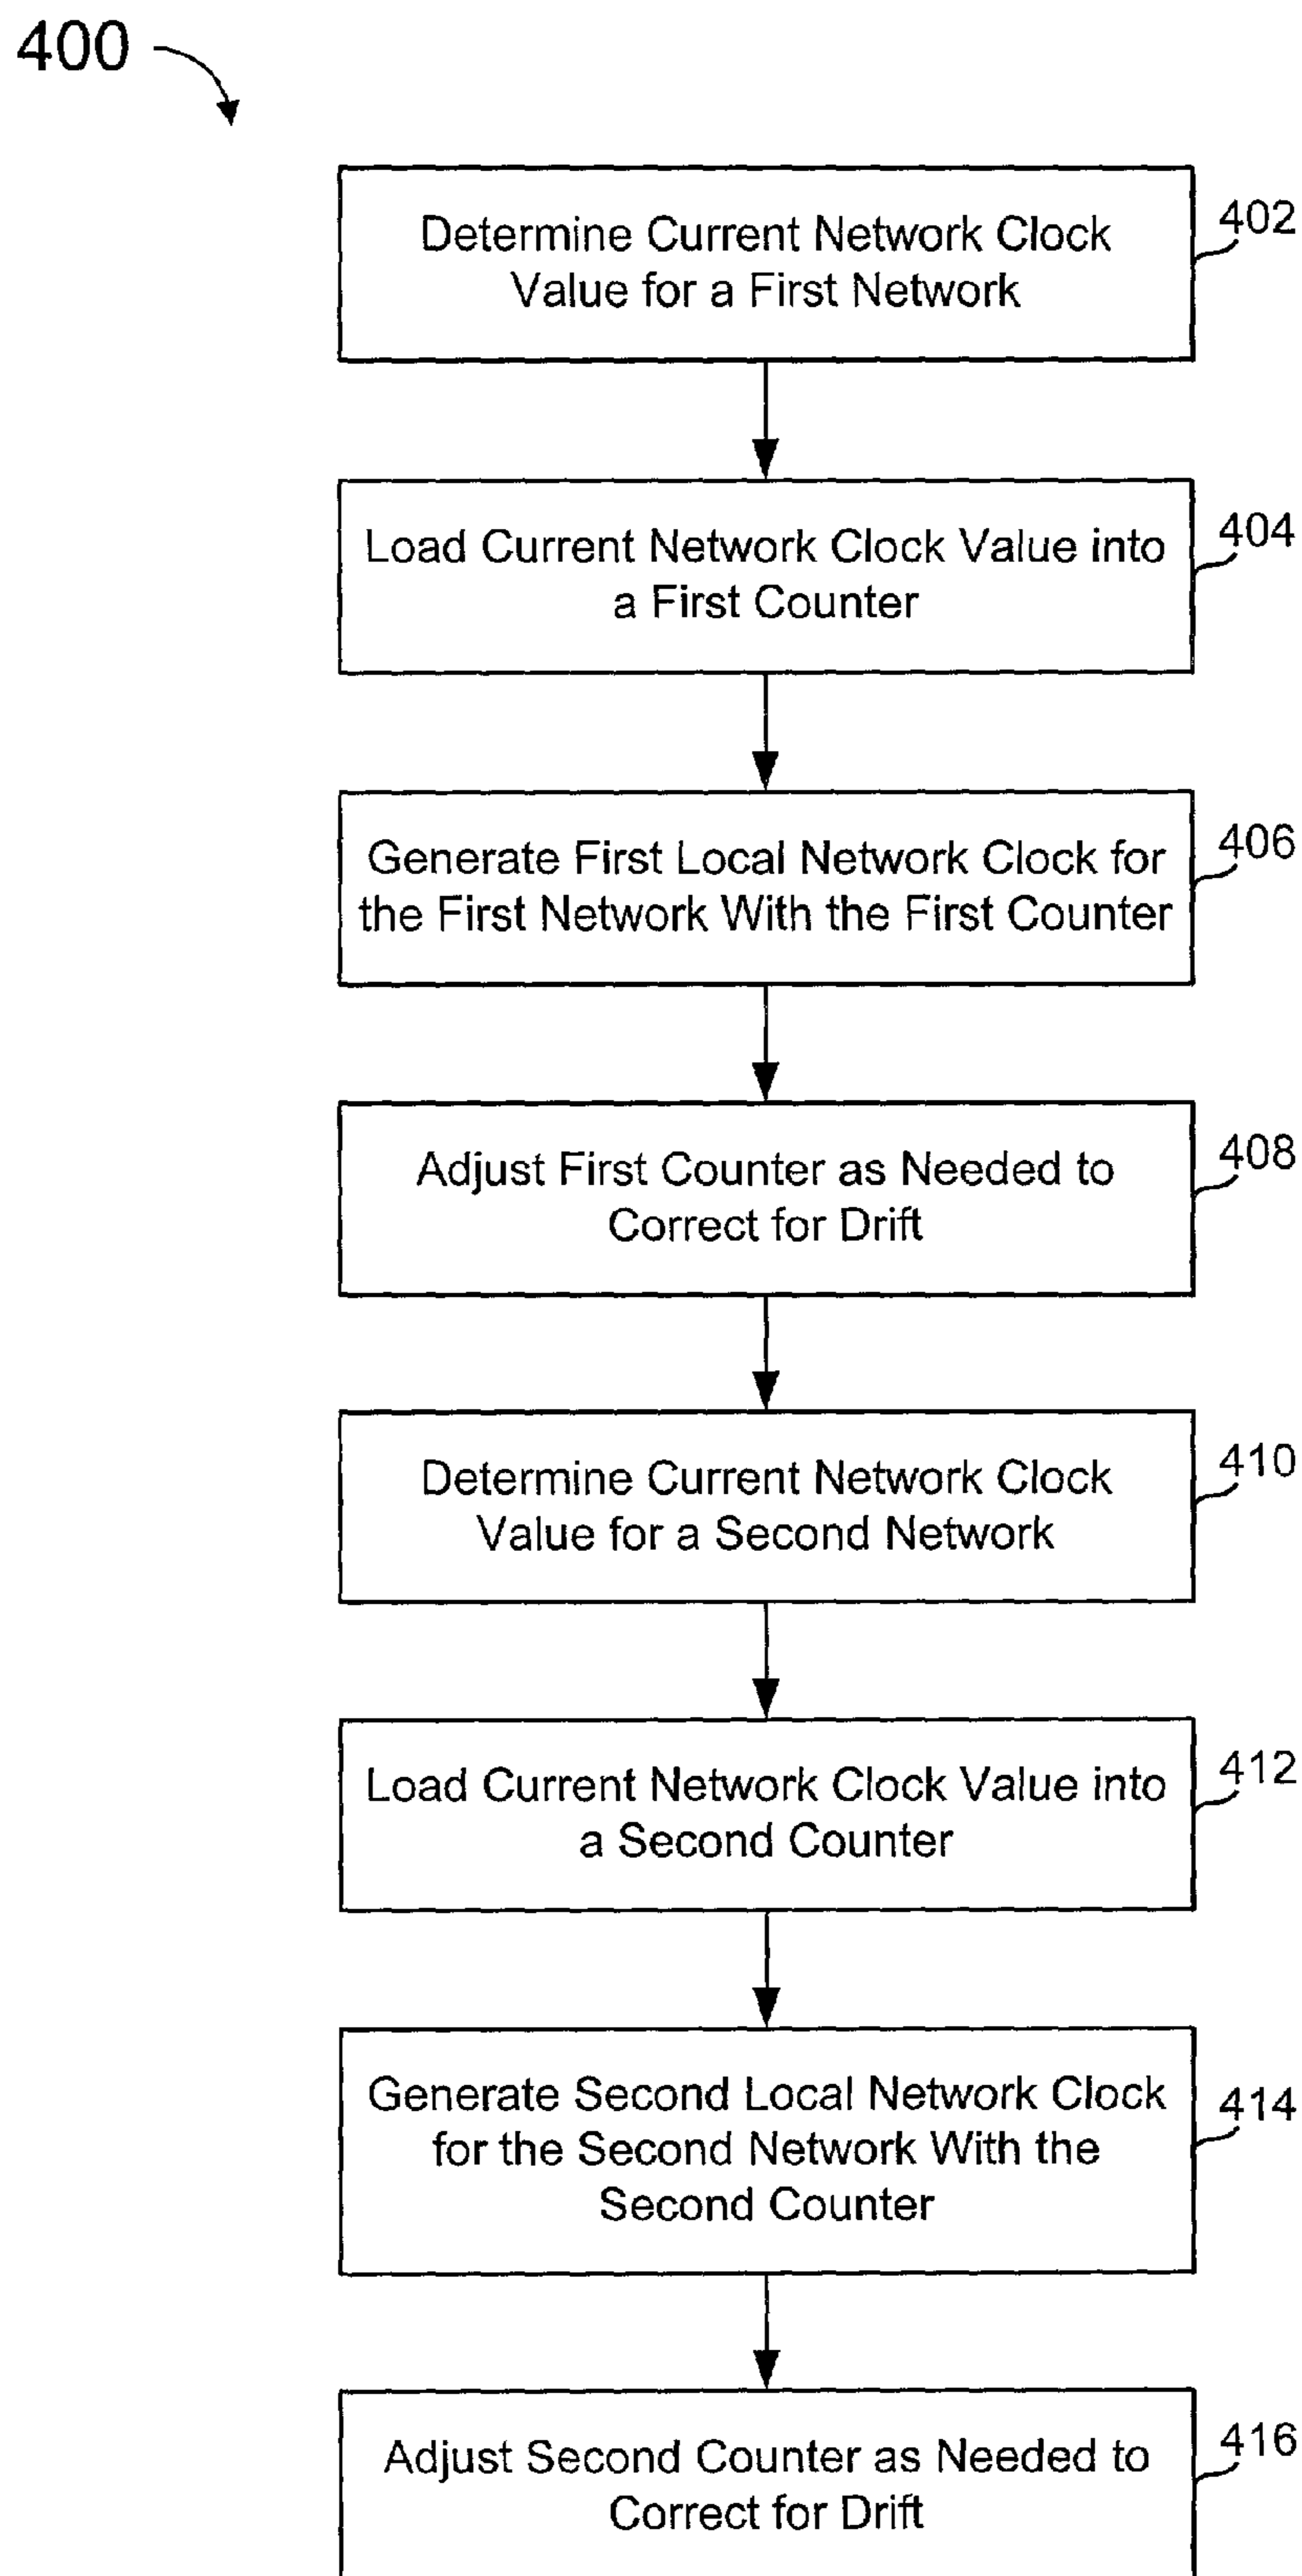 400
Determine Current Network Clock
Value for a First Network
402
Load Current Network Clock Value into
a First Counter
404
Generate First Local Network Clock for
the First Network With the First Counter
406
Adjust First Counter as Needed to
Correct for Drift
408
Determine Current Network Clock
Value for a Second Network
410
Load Current Network Clock Value into
a Second Counter
412
Generate Second Local Network Clock
for the Second Network With the
Second Counter
414
Adjust Second Counter as Needed to
Correct for Drift
416